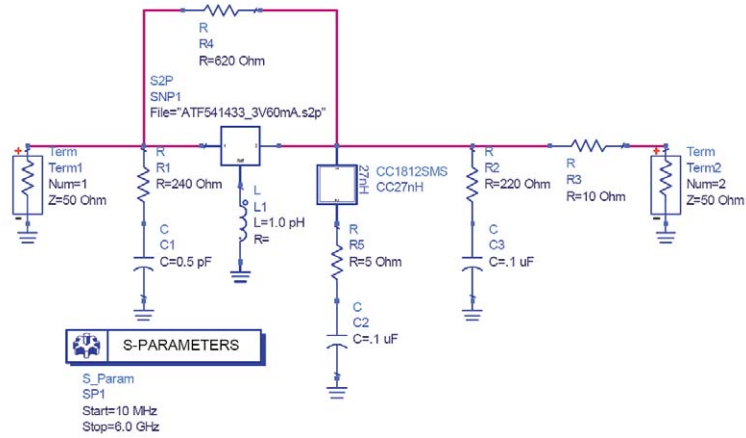 R
R4
R=620 Ohm
S2P
SNP1
File="ATF541433_3V60mA.s2p"
+
Term
Term1
Num=1
Z=50 Ohm
-
R
R1
R=240 Ohm
C
C1
C=0.5 pF
1
2
L
L1
L=1.0 pH
R=
27nH
CC1812SMS
CC27nH
R
R5
R=5 Ohm
C
C2
C=.1 uF
R
R2
R=220 Ohm
C
C3
C=.1 uF
R
R3
R=10 Ohm
+
Term
Term2
Num=2
Z=50 Ohm
-
S-PARAMETERS
S_Param
SP1
Start=10 MHz
Stop=6.0 GHz